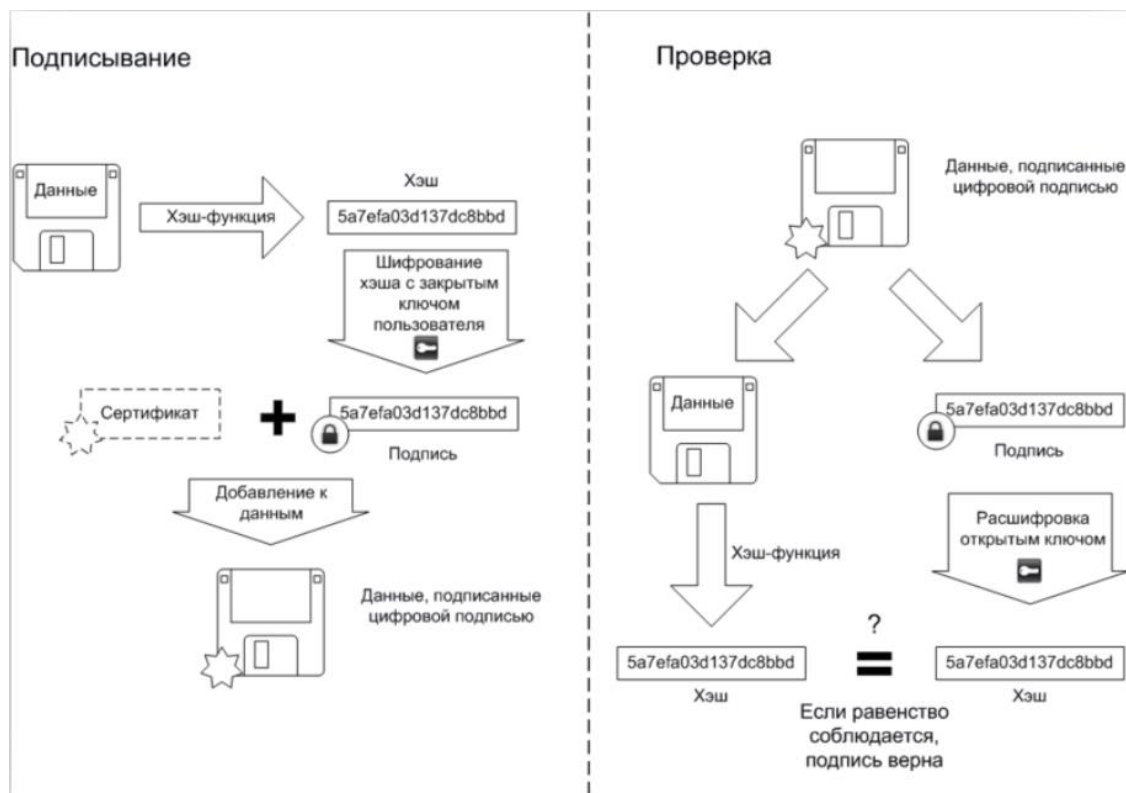 Подписывание
Данные
Хэш-функция
Хэш
5a7efa03d137dc8bbd
Шифрование
хэша с закрытым
ключом
пользователя
Сертификат
+
5a7efa03d137dc8bbd
Подпись
Добавление к
данным
Данные, подписанные
цифровой подписью
Проверка
Данные, подписанные
цифровой подписью
Данные
5a7efa03d137dc8bbd
Подпись
Хэш-функция
Расшифровка
открытым ключом
5a7efa03d137dc8bbd
Хэш
?
=
5a7efa03d137dc8bbd
Хэш
Если равенство
соблюдается,
подпись верна